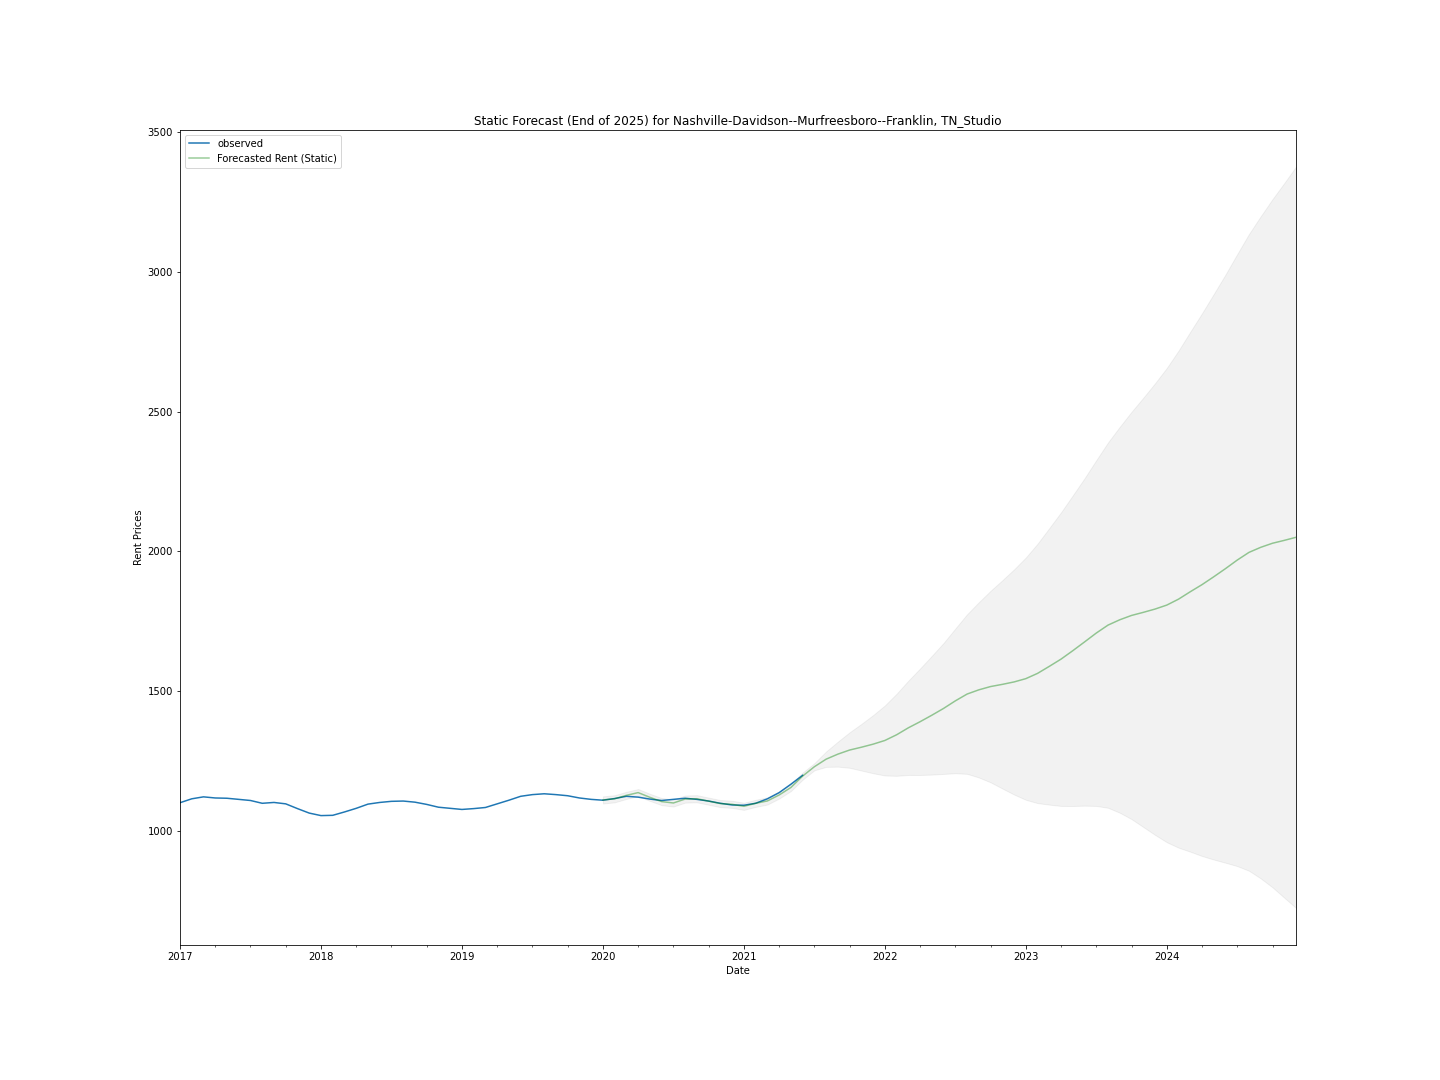 Static Forecast (End of 2025) for Nashville-Davidson--Murfreesboro--Franklin, TN_Studio
observed
Forecasted Rent (Static)
3500
3000
2500
2000
1500
1000
Rent Prices
2017 2018 2019 2020 2021 2022 2023 2024
Date